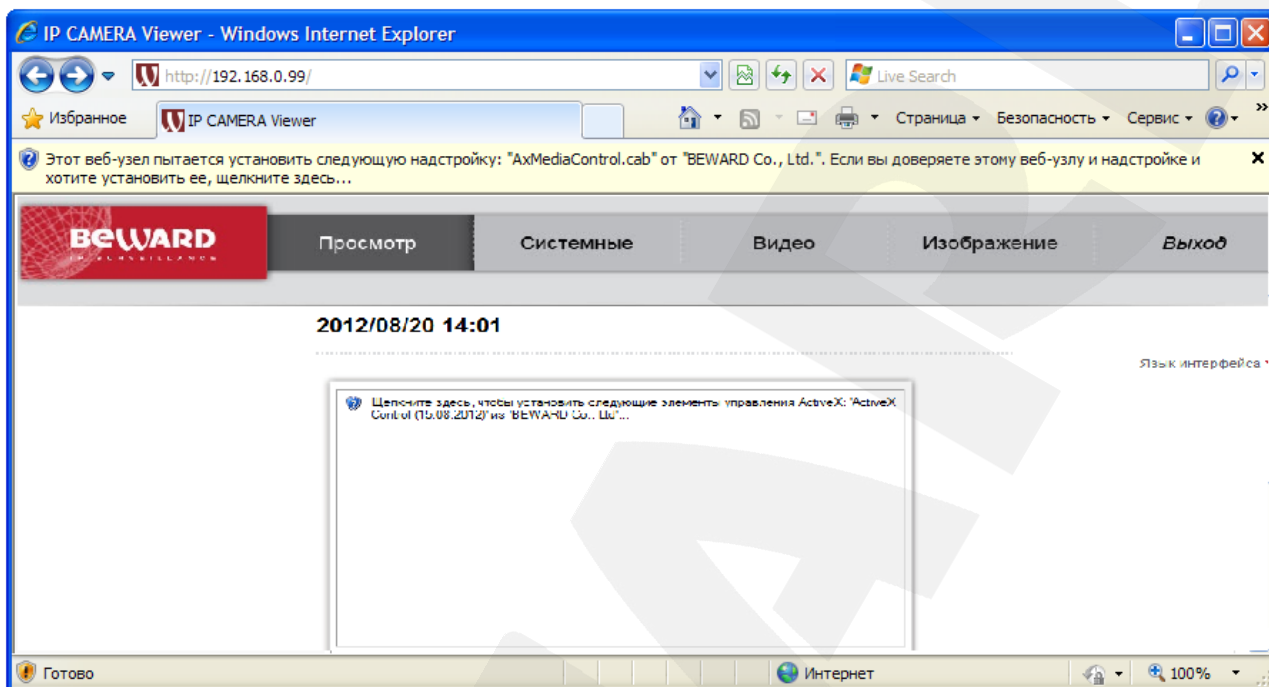 IP CAMERA Viewer - Windows Internet Explorer
http://192.168.0.99/
Live Search
Избранное
IP CAMERA Viewer
Страница
Безопасность
Сервис
Этот веб-узел пытается установить следующую надстройку: "AxMediaControl.cab" от "BEWARD Co., Ltd.". Если вы доверяете этому веб-узлу и надстройке и
хотите установить ее, щелкните здесь...
BEWARD
IP SURVEILLANCE
Просмотр
Системные
Видео
Изображение
Выход
2012/08/20 14:01
Язык интерфейса
Щелкните здесь, чтобы установить следующие элементы управления ActiveX: 'ActiveX
Control (15.08.2012)' из 'BEWARD Co., Ltd'...
Готово
Интернет
100%